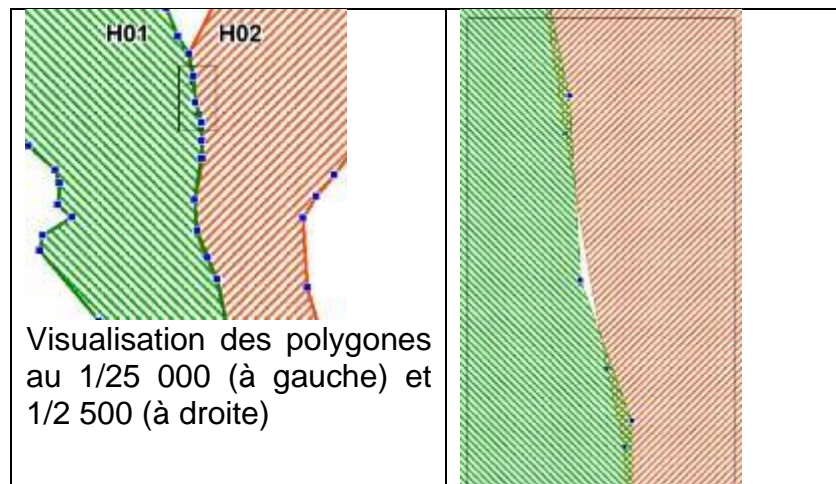 H01 H02
Visualisation des polygones
au 1/25 000 (à gauche) et
1/2 500 (à droite)